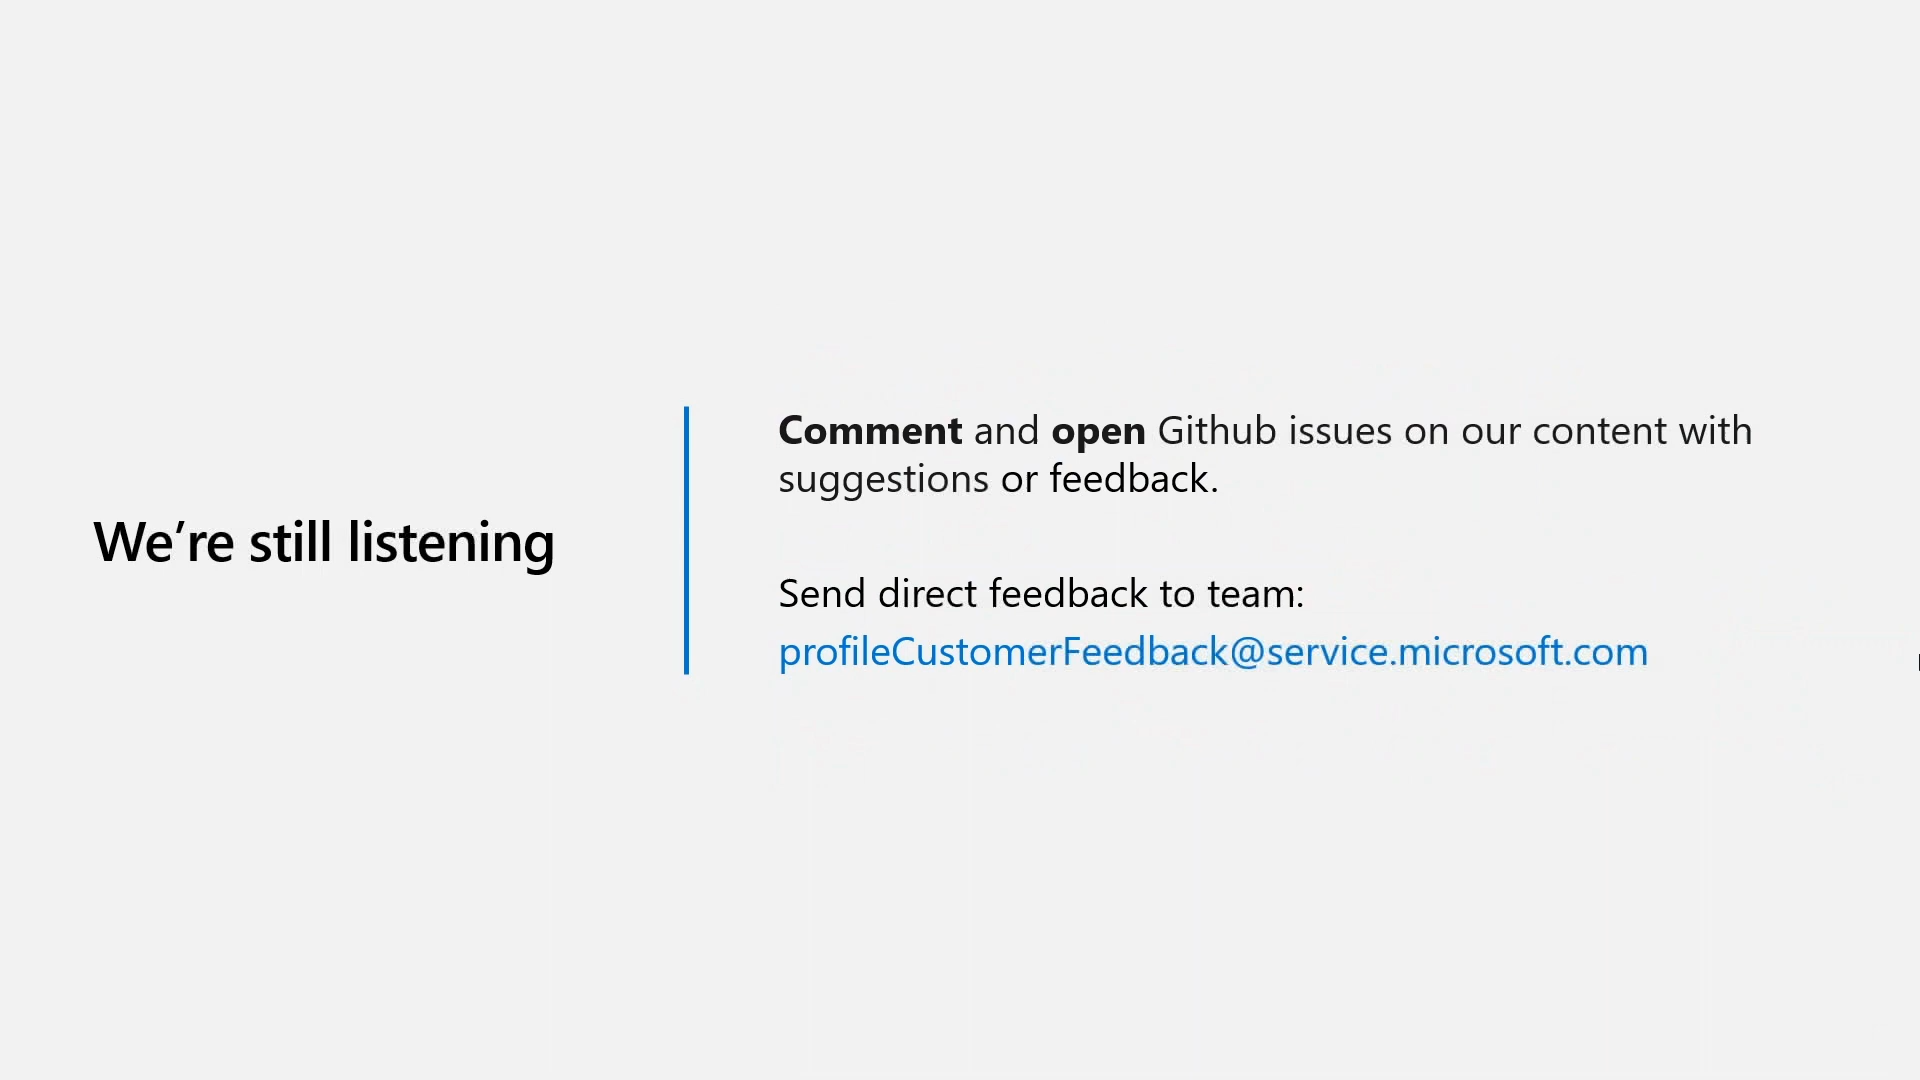 We’re still listening
Comment and open Github issues on our content with
suggestions or feedback.
Send direct feedback to team:
profileCustomerFeedback@service.microsoft.com